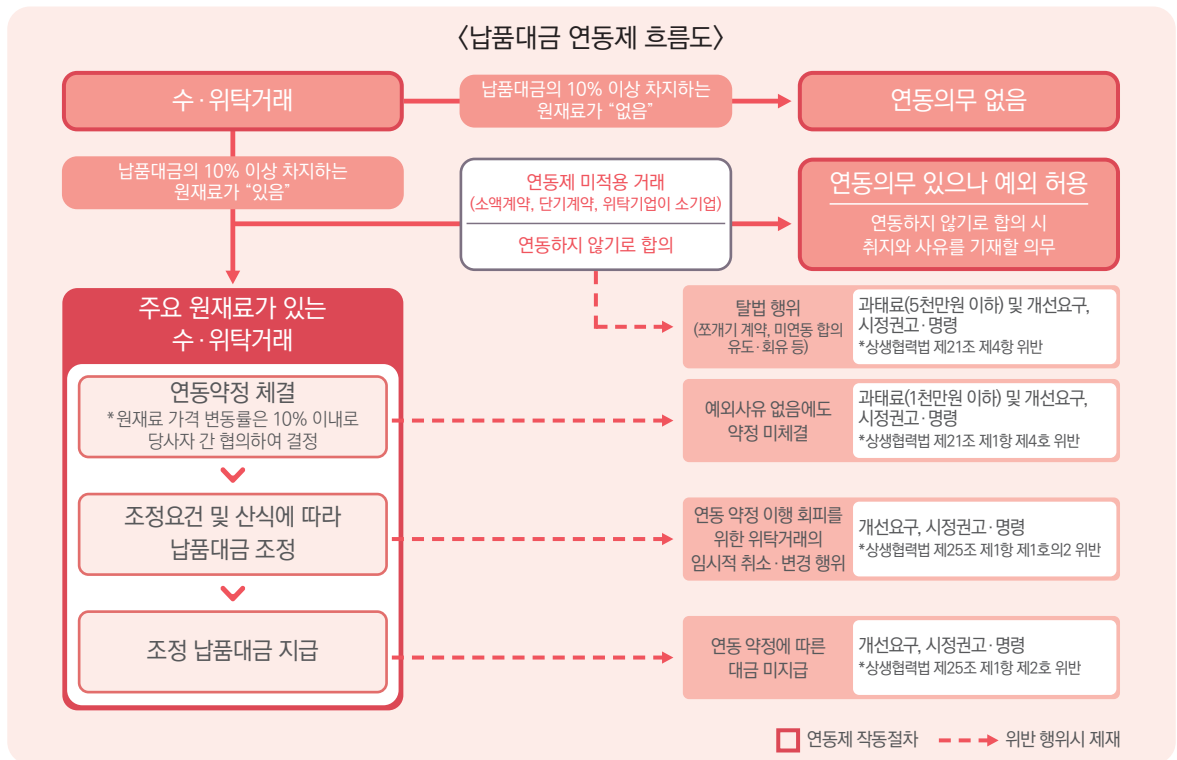 〈납품대금 연동제 흐름도〉
수·위탁거래
납품대금의 10% 이상 차지하는
원재료가 “없음”
연동의무 없음
납품대금의 10% 이상 차지하는
원재료가 “있음”
연동제 미적용 거래
(소액계약, 단기계약, 위탁기업이 소기업)
연동하지 않기로 합의
연동의무 있으나 예외 허용
연동하지 않기로 합의 시
취지와 사유를 기재할 의무
주요 원재료가 있는
수·위탁거래
탈법 행위
(쪼개기 계약, 미연동 합의
유도·회유 등)
과태료(5천만원 이하) 및 개선요구,
시정권고·명령
*상생협력법 제21조 제4항 위반
연동약정 체결
*원재료 가격 변동률은 10% 이내로
당사자 간 협의하여 결정
예외사유 없음에도
약정 미체결
과태료(1천만원 이하) 및 개선요구,
시정권고·명령
*상생협력법 제21조 제1항 제4호 위반
조정요건 및 산식에 따라
납품대금 조정
연동 약정 이행 회피를
위한 위탁거래의
임시적 취소·변경 행위
개선요구, 시정권고·명령
*상생협력법 제25조 제1항 제1호의2 위반
조정 납품대금 지급
연동 약정에 따른
대금 미지급
개선요구, 시정권고·명령
*상생협력법 제25조 제1항 제2호 위반
연동제 작동절차
위반 행위시 제재